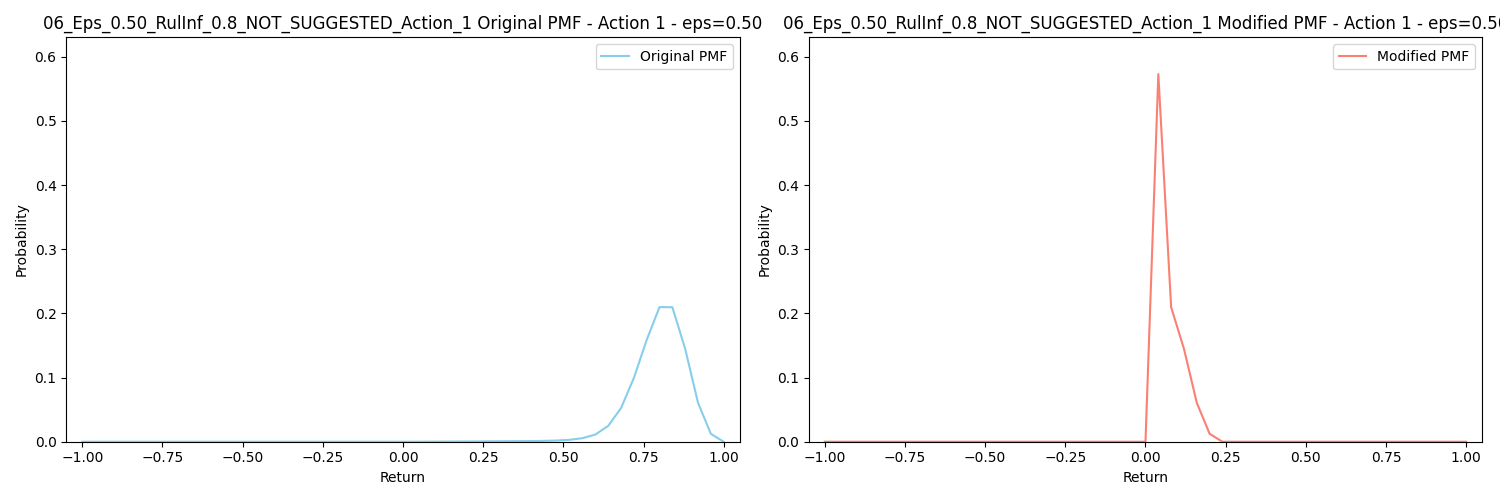 06_Eps_0.50_RulInf_0.8_NOT_SUGGESTED_Action_1 Original PMF - Action 1 - eps=0.50
Original PMF
Probability
0.6
0.5
0.4
0.3
0.2
0.1
0.0
−1.00 −0.75 −0.50 −0.25 0.00 0.25 0.50 0.75 1.00
Return
06_Eps_0.50_RulInf_0.8_NOT_SUGGESTED_Action_1 Modified PMF - Action 1 - eps=0.50
Modified PMF
Probability
0.6
0.5
0.4
0.3
0.2
0.1
0.0
−1.00 −0.75 −0.50 −0.25 0.00 0.25 0.50 0.75 1.00
Return